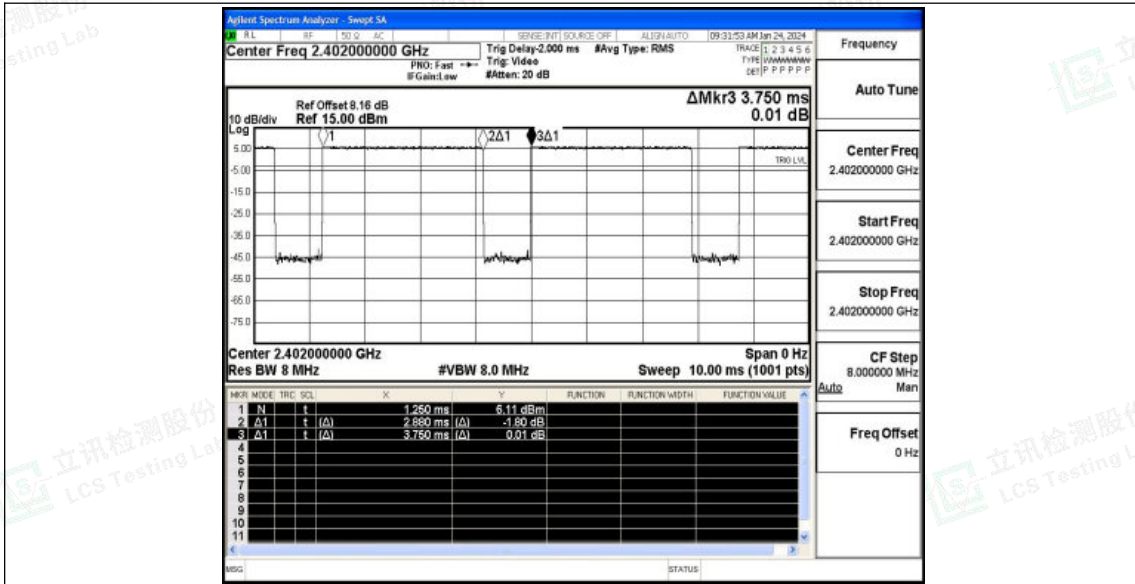 Agilent Spectrum Analyzer - Swept SA
RL RF 50 Ω AC SENSE:INT SOURCE OFF ALIGN AUTO 09:31:53 AM Jan 24, 2024
Center Freq 2.402000000 GHz
PNO: Fast
IFGain:Low
Trig Delay-2.000 ms #Avg Type: RMS
Trig: Video
#Atten: 20 dB
TRACE 1 2 3 4 5 6
TYPE
DET P P P P P P
Frequency
Auto Tune
ΔMkr3 3.750 ms
0.01 dB
Ref Offset 8.16 dB
10 dB/div Ref 15.00 dBm
Log
1
2Δ1
3Δ1
5.00
TRIG LVL
-5.00
-15.0
-25.0
-35.0
-45.0
-55.0
-65.0
-75.0
Center Freq
2.402000000 GHz
Start Freq
2.402000000 GHz
Stop Freq
2.402000000 GHz
CF Step
8.000000 MHz
Auto Man
Freq Offset
0 Hz
Center 2.402000000 GHz Span 0 Hz
Res BW 8 MHz #VBW 8.0 MHz Sweep 10.00 ms (1001 pts)
MKR MODE TRC SCL X Y FUNCTION FUNCTION WIDTH FUNCTION VALUE
1 N t 1.250 ms 6.11 dBm
2 Δ1 t (Δ) 2.880 ms (Δ) -1.80 dB
3 Δ1 t (Δ) 3.750 ms (Δ) 0.01 dB
4
5
6
7
8
9
10
11
MSG STATUS
立讯检测股份
LCS Testing Lab
立讯检测股份
LCS Testing L